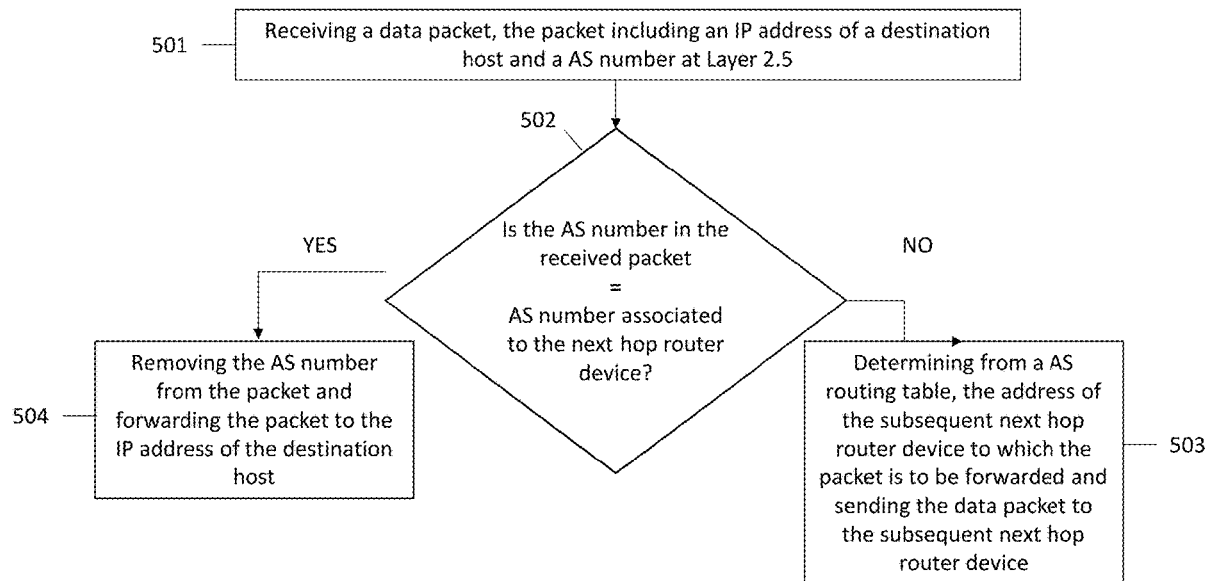 Receiving a data packet, the packet including an IP address of a destination
host and a AS number at Layer 2.5
501
502
Is the AS number in the
received packet
=
AS number associated
to the next hop router
device?
YES
NO
Removing the AS number
from the packet and
forwarding the packet to the
IP address of the destination
host
504
Determining from a AS
routing table, the address of
the subsequent next hop
router device to which the
packet is to be forwarded and
sending the data packet to
the subsequent next hop
router device
503